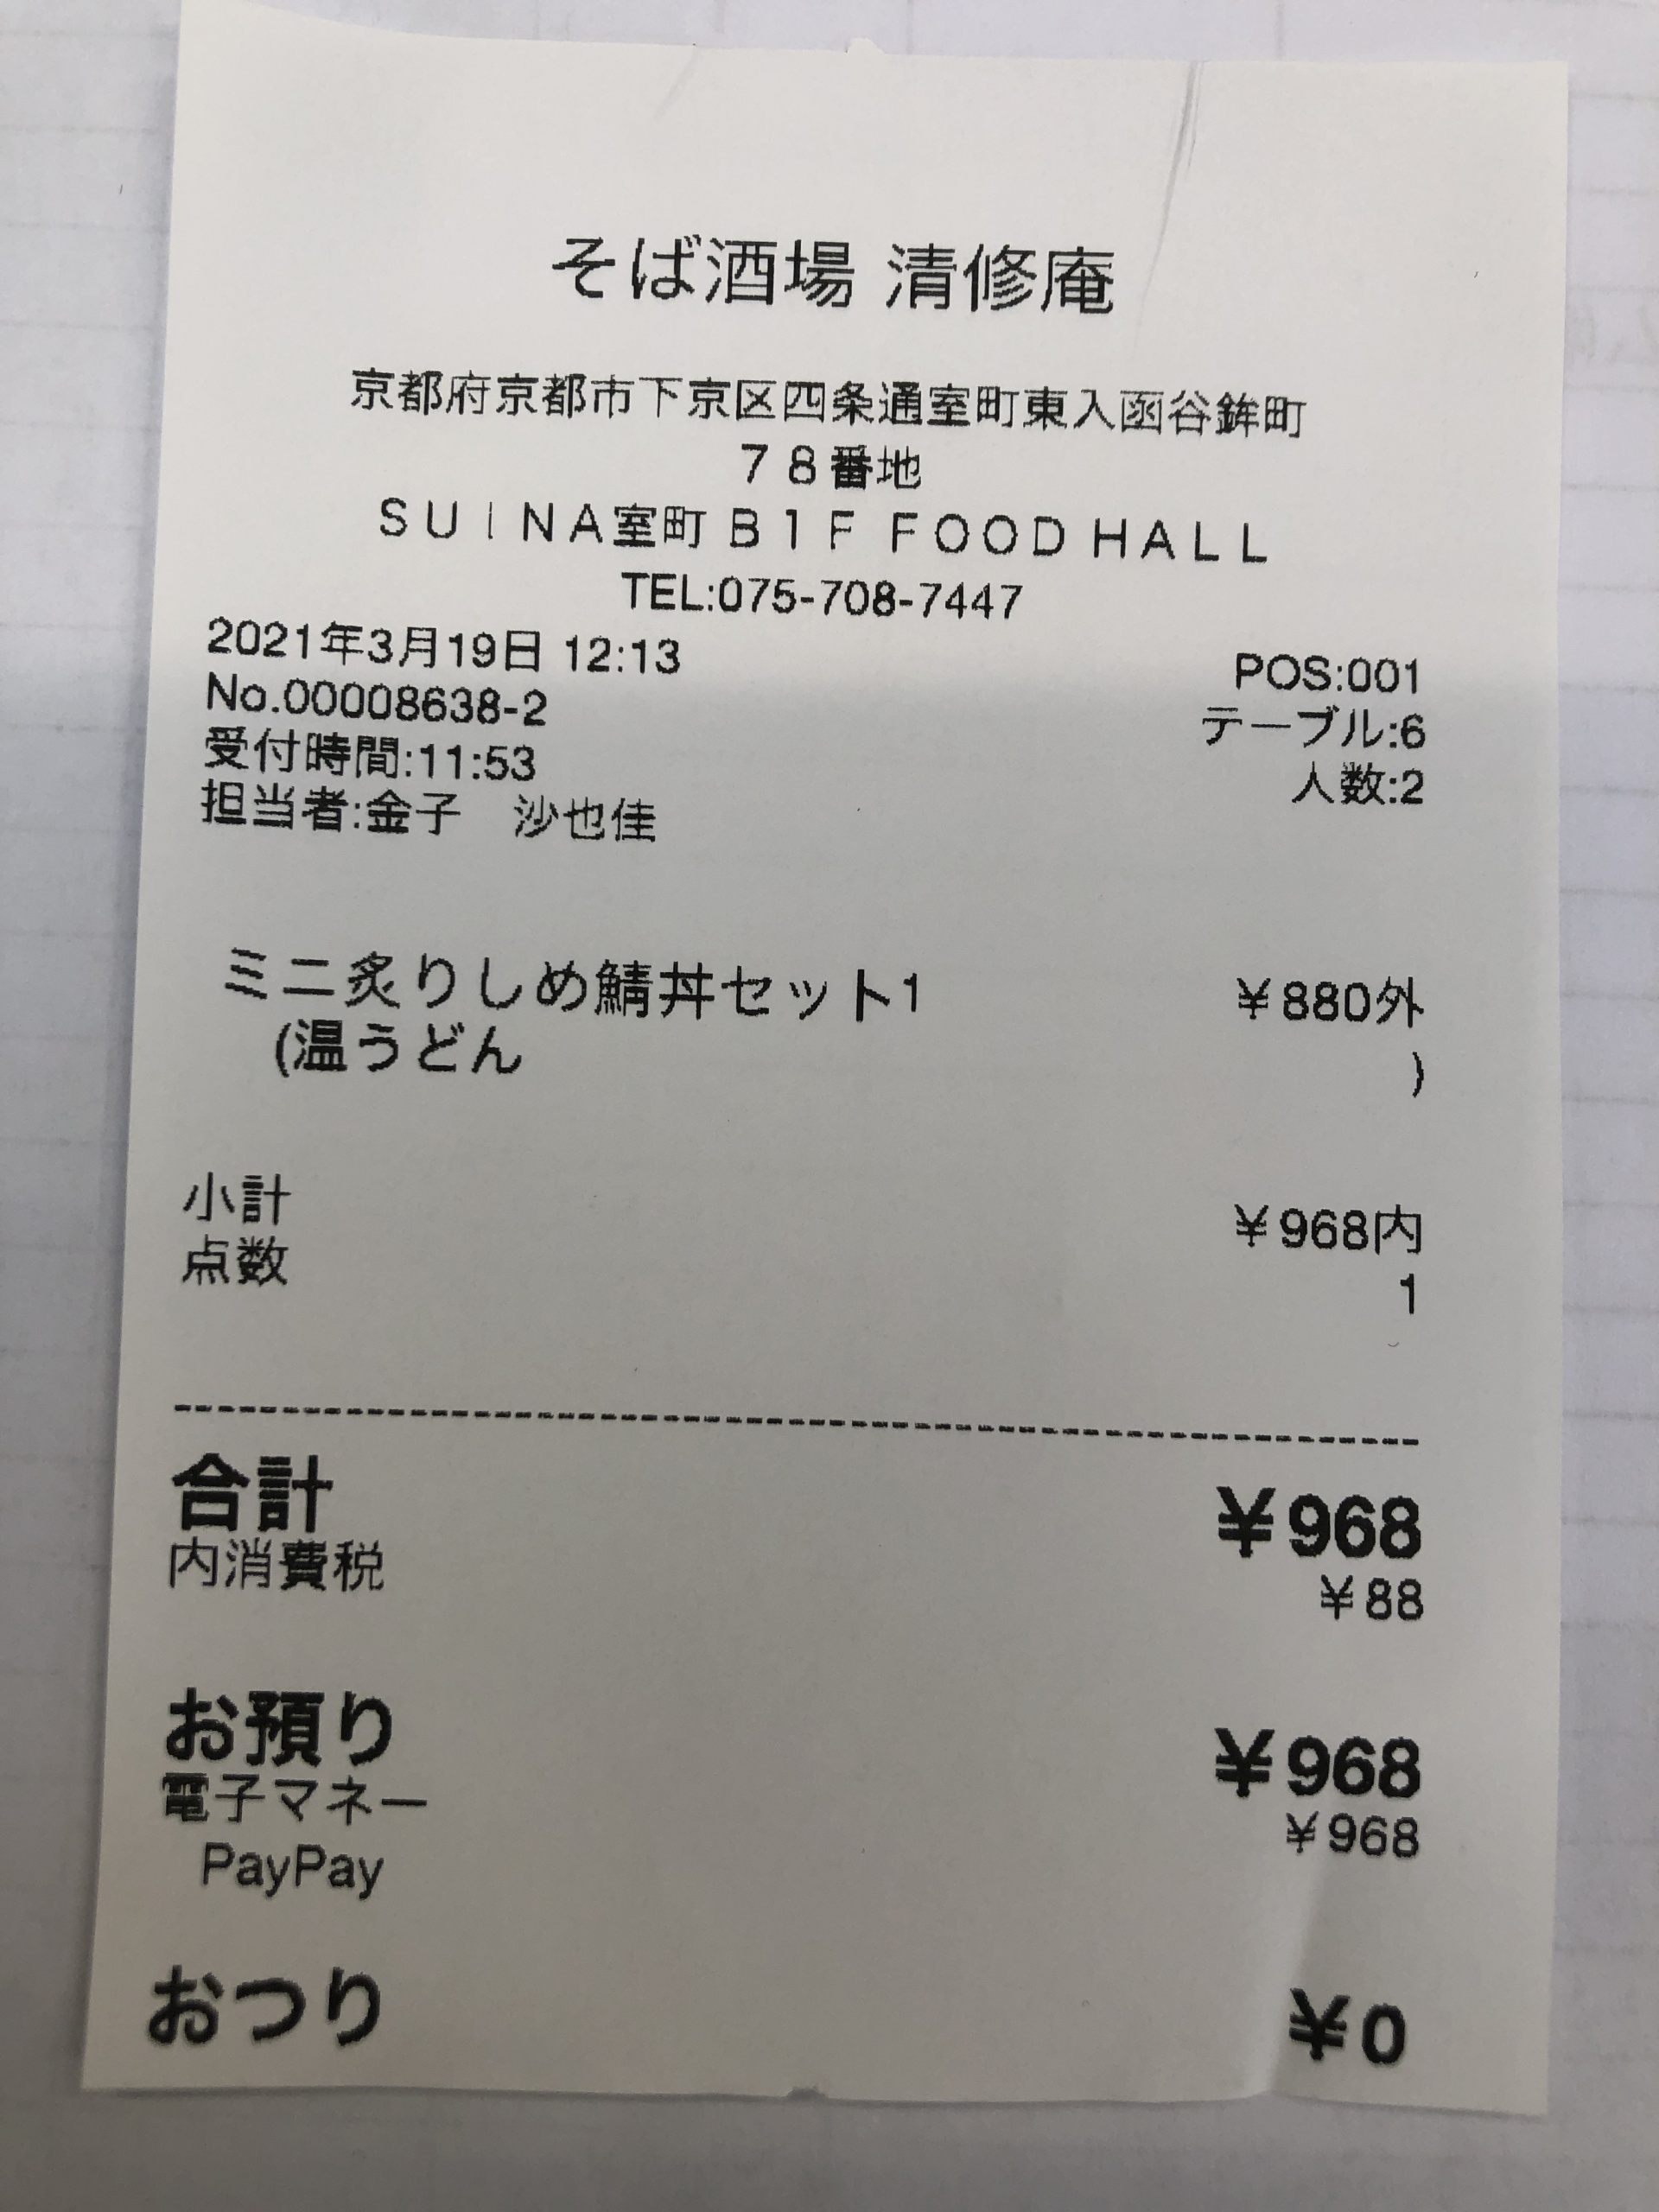 そば酒場 清修庵
京都府京都市下京区四条通室町東入函谷鉾町
７８番地
ＳＵＩＮＡ室町 Ｂ１Ｆ ＦＯＯＤ ＨＡＬＬ
TEL:075-708-7447
2021年3月19日 12:13 POS:001
No.00008638-2 テーブル:6
受付時間:11:53 人数:2
担当者:金子　沙也佳
ミニ炙りしめ鯖丼セット1 ¥880外
(温うどん )
小計 ¥968内
点数 1
合計 ¥968
内消費税 ¥88
お預り ¥968
電子マネー ¥968
PayPay
おつり ¥0